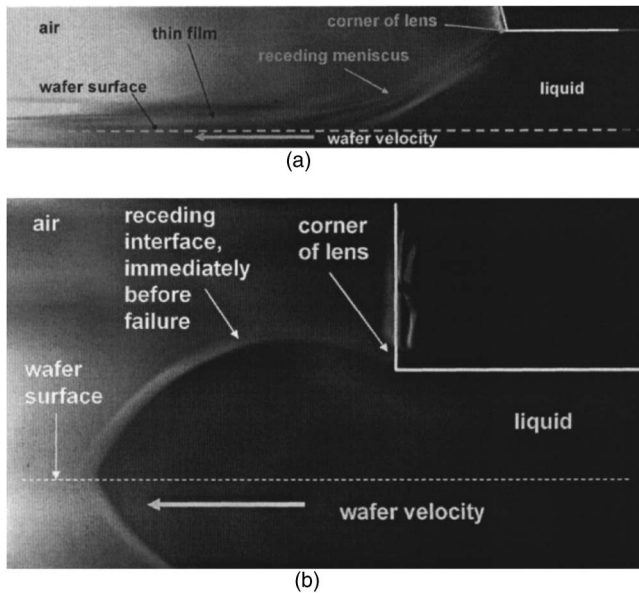 air
thin film
corner of lens
receding meniscus
wafer surface
liquid
wafer velocity
(a)
air
receding
interface,
immediately
before
failure
corner
of lens
wafer
surface
liquid
wafer velocity
(b)